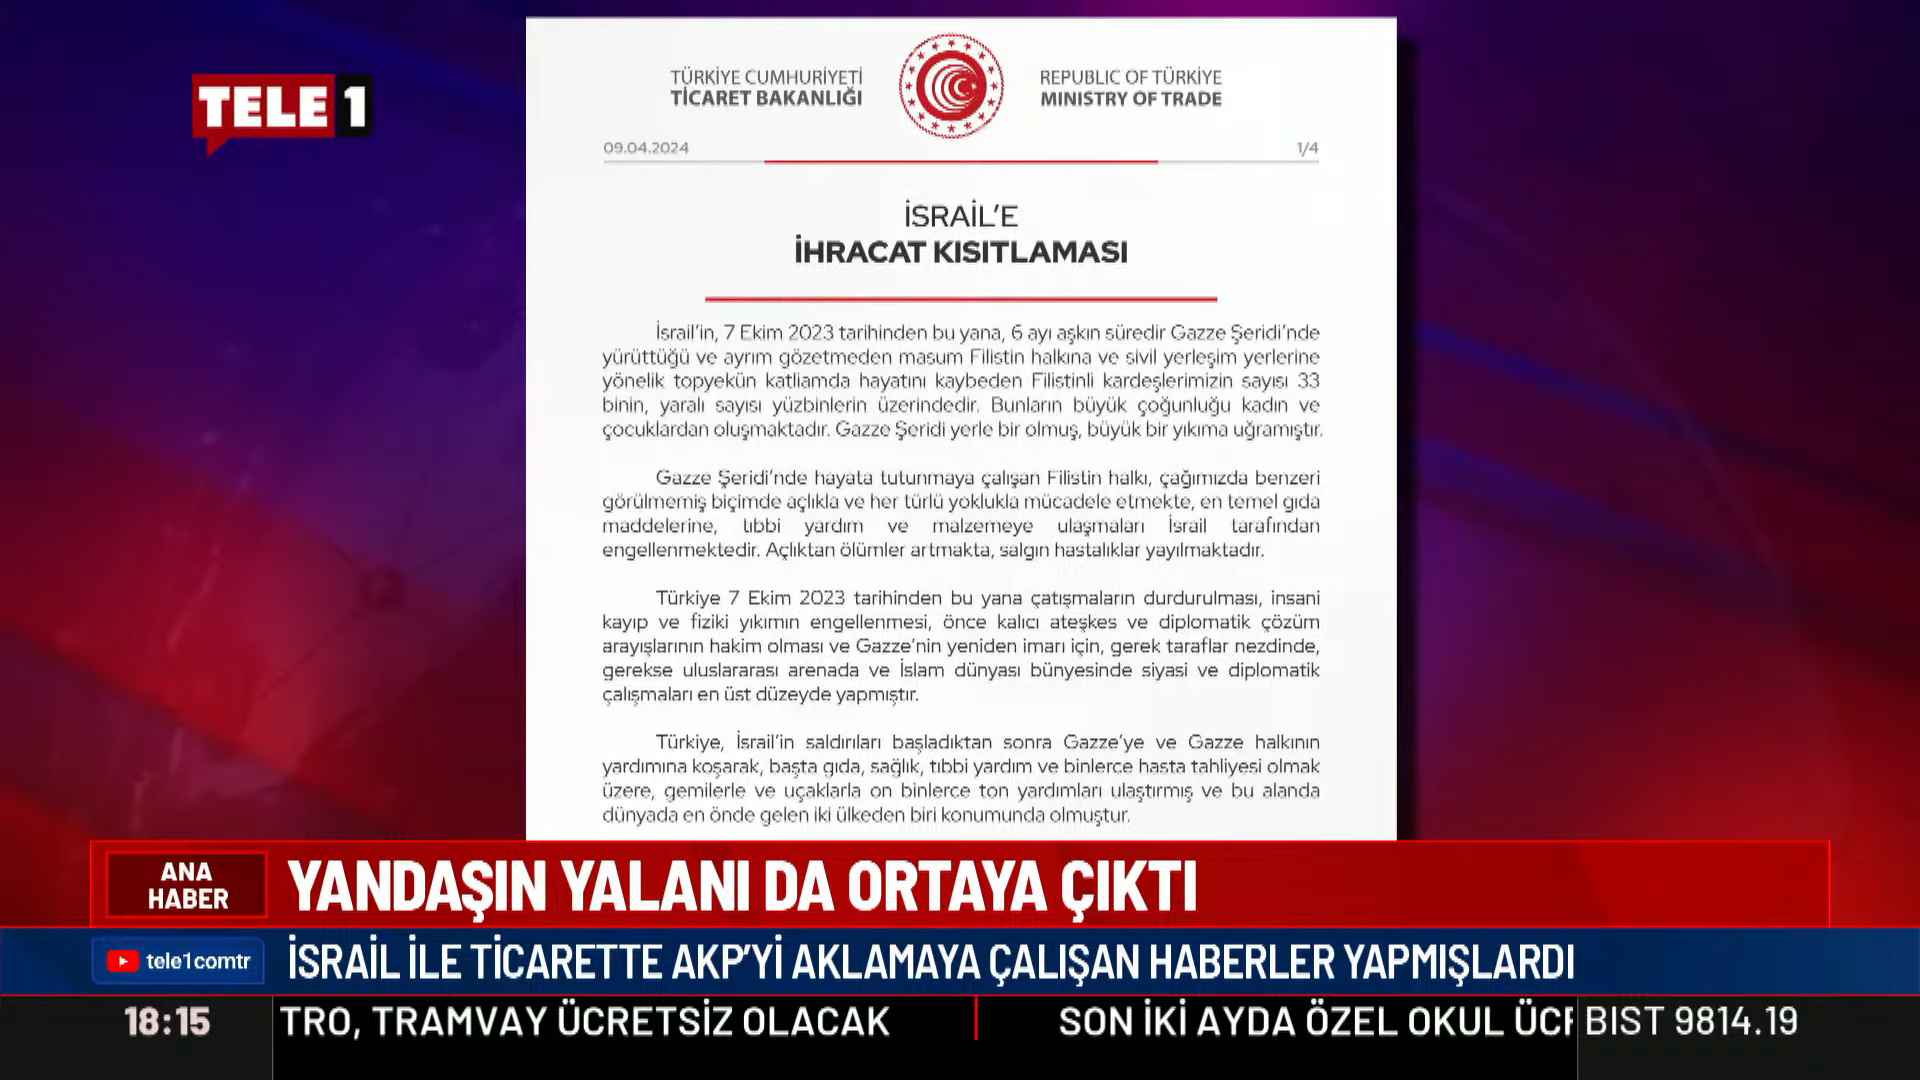 TELE 1
TÜRKİYE CUMHURİYETİ
TİCARET BAKANLIĞI
REPUBLIC OF TÜRKİYE
MINISTRY OF TRADE
09.04.2024
1/4
İSRAİL'E
İHRACAT KISITLAMASI
İsrail'in, 7 Ekim 2023 tarihinden bu yana, 6 ayı aşkın süredir Gazze Şeridi'nde
yürüttüğü ve ayrım gözetmeden masum Filistin halkına ve sivil yerleşim yerlerine
yönelik topyekün katliamda hayatını kaybeden Filistinli kardeşlerimizin sayısı 33
binin, yaralı sayısı yüzbinlerin üzerindedir. Bunların büyük çoğunluğu kadın ve
çocuklardan oluşmaktadır. Gazze Şeridi yerle bir olmuş, büyük bir yıkıma uğramıştır.
Gazze Şeridi'nde hayata tutunmaya çalışan Filistin halkı, çağımızda benzeri
görülmemiş biçimde açlıkla ve her türlü yoklukla mücadele etmekte, en temel gıda
maddelerine, tıbbi yardım ve malzemeye ulaşmaları İsrail tarafından
engellenmektedir. Açlıktan ölümler artmakta, salgın hastalıklar yayılmaktadır.
Türkiye 7 Ekim 2023 tarihinden bu yana çatışmaların durdurulması, insani
kayıp ve fiziki yıkımın engellenmesi, önce kalıcı ateşkes ve diplomatik çözüm
arayışlarının hakim olması ve Gazze'nin yeniden imarı için, gerek taraflar nezdinde,
gerekse uluslararası arenada ve İslam dünyası bünyesinde siyasi ve diplomatik
çalışmaları en üst düzeyde yapmıştır.
Türkiye, İsrail'in saldırıları başladıktan sonra Gazze'ye ve Gazze halkının
yardımına koşarak, başta gıda, sağlık, tıbbi yardım ve binlerce hasta tahliyesi olmak
üzere, gemilerle ve uçaklarla on binlerce ton yardımları ulaştırmış ve bu alanda
dünyada en önde gelen iki ülkeden biri konumunda olmuştur.
ANA
HABER
YANDAŞIN YALANI DA ORTAYA ÇIKTI
tele1comtr
İSRAİL İLE TİCARETTE AKP'Yİ AKLAMAYA ÇALIŞAN HABERLER YAPMIŞLARDI
18:15
TRO, TRAMVAY ÜCRETSİZ OLACAK
SON İKİ AYDA ÖZEL OKUL ÜCR
BIST 9814.19